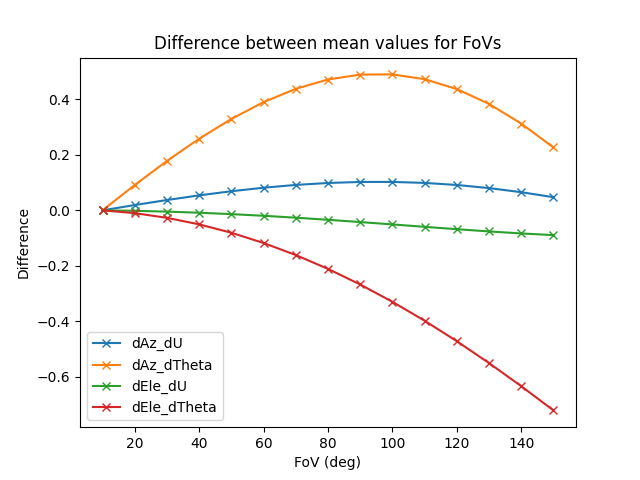 Difference between mean values for FoVs
0.4
0.2
0.0
−0.2
−0.4
−0.6
Difference
dAz_dU
dAz_dTheta
dEle_dU
dEle_dTheta
20 40 60 80 100 120 140
FoV (deg)